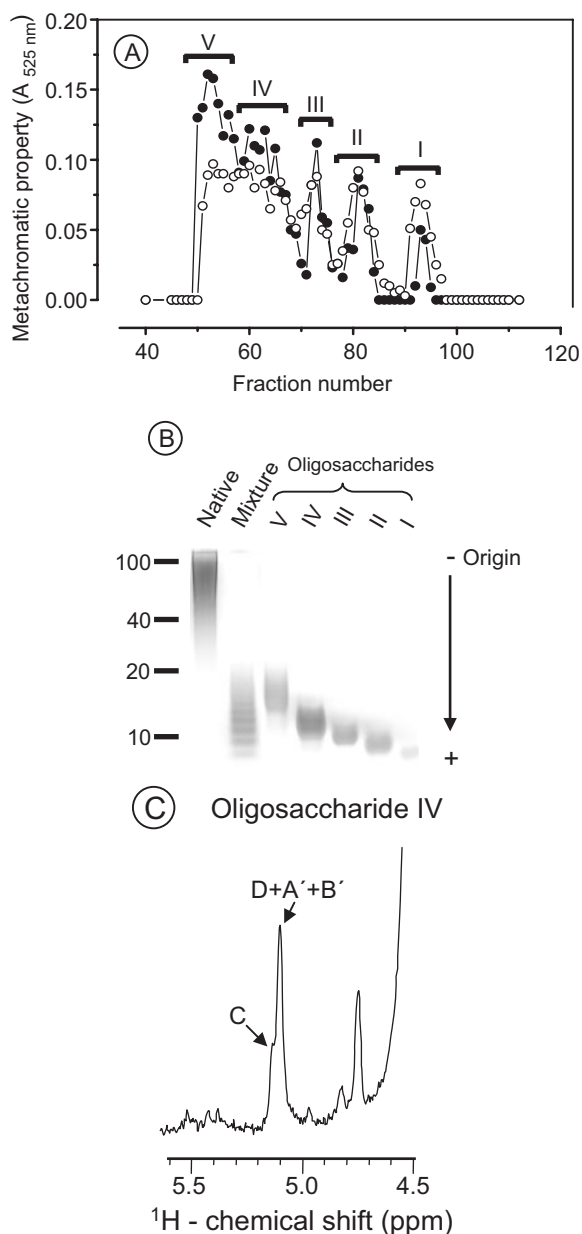 A
Metachromatic property (A 525 nm)
0.20
0.15
0.10
0.05
0.00
V
IV
III
II
I
40
60
80
100
120
Fraction number
B
Native
Mixture
Oligosaccharides
V
IV
III
II
I
100
40
20
10
- Origin
+
C
Oligosaccharide IV
D+A´+B´
C
5.5
5.0
4.5
¹H - chemical shift (ppm)